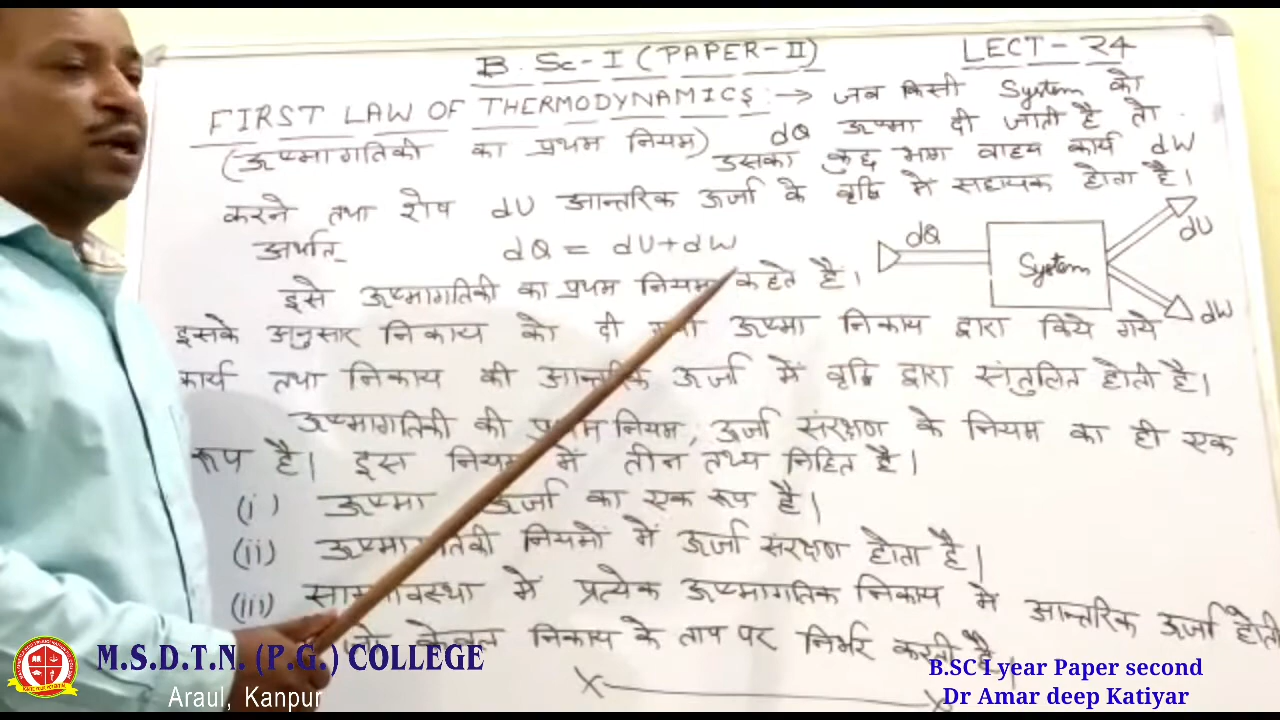 B. Sc-I (PAPER-II)
LECT-24
FIRST LAW OF THERMODYNAMICS :→ जब किसी System को
(ऊष्मागतिकी का प्रथम नियम) dQ ऊष्मा दी जाती है तो
उसका कुछ भाग वाह्य कार्य dW
करने तथा शेष dU आन्तरिक ऊर्जा के वृद्धि में सहायक होता है।
अर्थात् dQ = dU+dW
dQ
System
dU
dW
इसे ऊष्मागतिकी का प्रथम नियम कहते है।
इसके अनुसार निकाय को दी ऊष्मा निकाय द्वारा किये गये
कार्य तथा निकाय की आन्तरिक ऊर्जा में वृद्धि द्वारा संतुलित होती है।
ऊष्मागतिकी की प्रथम नियम, ऊर्जा संरक्षण के नियम का ही एक
रूप है। इस नियम में तीन तथ्य निहित है।
(i) ऊष्मा ऊर्जा का एक रूप है।
(ii) ऊष्मागतिकी नियमों में ऊर्जा संरक्षण होता है।
(iii) साम्यावस्था में प्रत्येक ऊष्मागतिक निकाय में आन्तरिक ऊर्जा होती
केवल निकाय के ताप पर निर्भर करती है
M.S.D.T.N. (P.G.) COLLEGE
Araul, Kanpur
B.SC I year Paper second
Dr Amar deep Katiyar